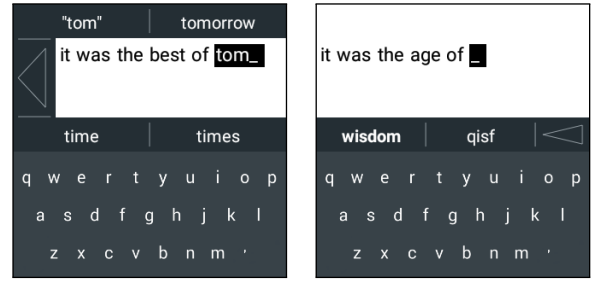 "tom" tomorrow
it was the best of tom_
time times
q w e r t y u i o p
a s d f g h j k l
z x c v b n m '
it was the age of _
wisdom qisf
q w e r t y u i o p
a s d f g h j k l
z x c v b n m '